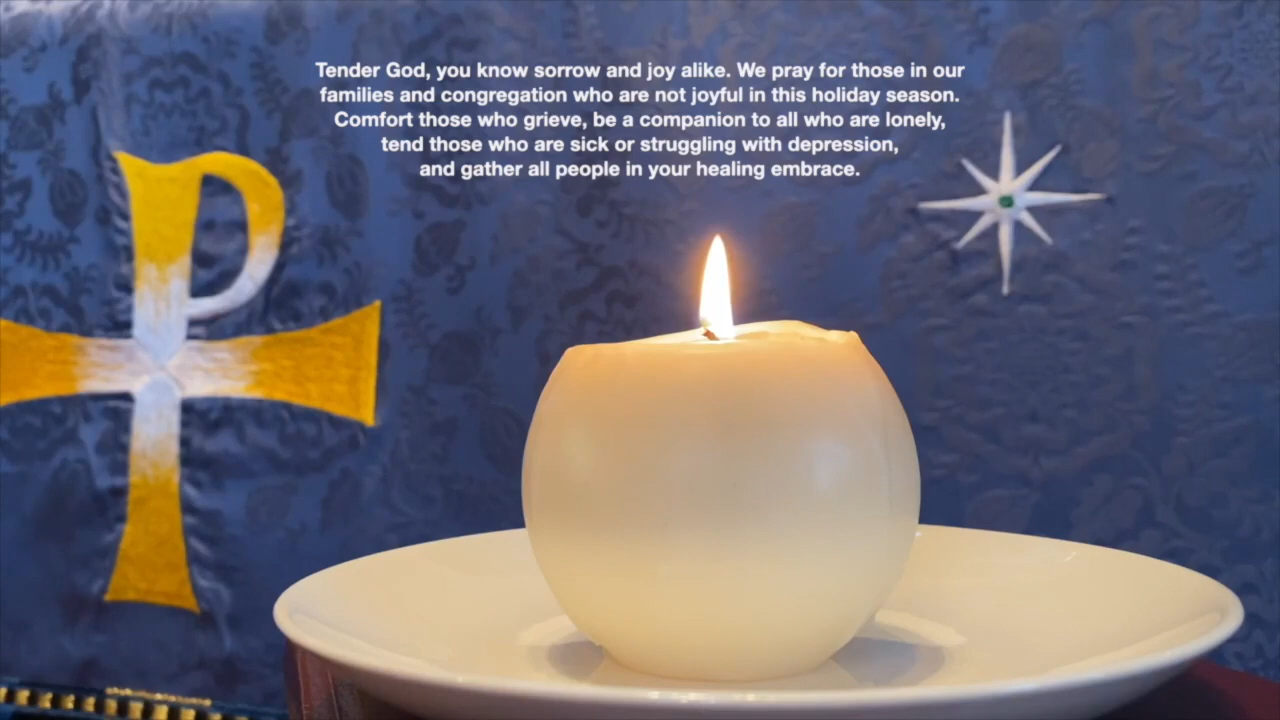 Tender God, you know sorrow and joy alike. We pray for those in our
families and congregation who are not joyful in this holiday season.
Comfort those who grieve, be a companion to all who are lonely,
tend those who are sick or struggling with depression,
and gather all people in your healing embrace.